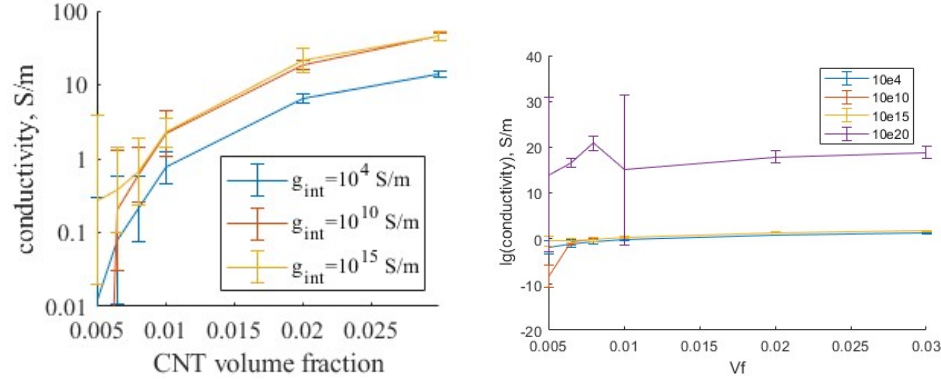 100
10
1
0.1
0.01
conductivity, S/m
0.005
0.01
0.015
0.02
0.025
CNT volume fraction
g_int=10^4 S/m
g_int=10^10 S/m
g_int=10^15 S/m
40
30
20
10
0
-10
-20
lg(conductivity), S/m
0.005
0.01
0.015
0.02
0.025
0.03
Vf
10e4
10e10
10e15
10e20